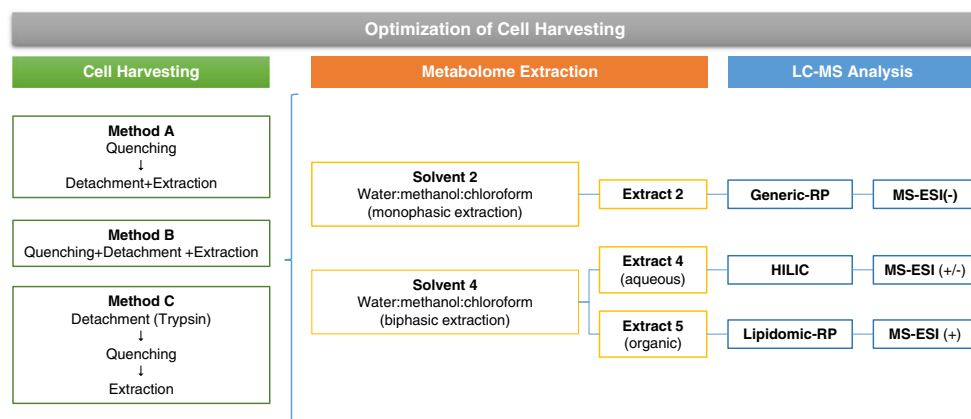 Optimization of Cell Harvesting
Cell Harvesting
Metabolome Extraction
LC-MS Analysis
Method A
Quenching
↓
Detachment+Extraction
Method B
Quenching+Detachment +Extraction
Method C
Detachment (Trypsin)
↓
Quenching
↓
Extraction
Solvent 2
Water:methanol:chloroform
(monophasic extraction)
Extract 2
Generic-RP
MS-ESI(-)
Solvent 4
Water:methanol:chloroform
(biphasic extraction)
Extract 4
(aqueous)
HILIC
MS-ESI (+/-)
Extract 5
(organic)
Lipidomic-RP
MS-ESI (+)